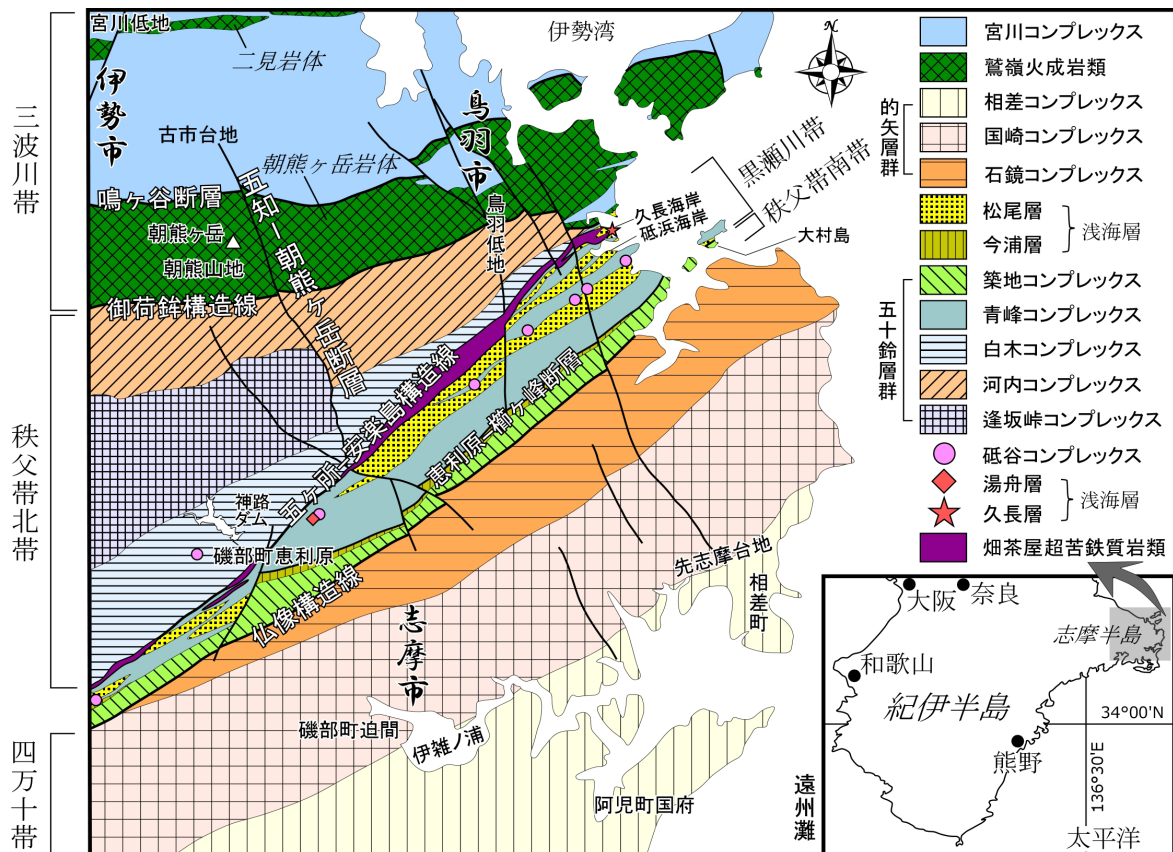 宮川低地
二見岩体
伊勢湾
N
伊勢市
鳥羽市
古市台地
朝熊ヶ岳岩体
鳴ヶ谷断層
朝熊ヶ岳
朝熊山地
御荷鉾構造線
五知ー朝熊ヶ岳断層
鳥羽低地
久長海岸
砥浜海岸
黒瀬川帯
秩父帯南帯
大村島
三波川帯
秩父帯北帯
四万十帯
五ヶ所ー安楽島構造線
恵利原ー櫛ヶ峰断層
神路
ダム
磯部町恵利原
仏像構造線
志摩市
先志摩台地
相差町
磯部町迫間
伊雑ノ浦
阿児町国府
遠州灘
宮川コンプレックス
鷲嶺火成岩類
的矢層群
相差コンプレックス
国崎コンプレックス
石鏡コンプレックス
松尾層
今浦層
浅海層
五十鈴層群
築地コンプレックス
青峰コンプレックス
白木コンプレックス
河内コンプレックス
逢坂峠コンプレックス
砥谷コンプレックス
湯舟層
久長層
浅海層
畑茶屋超苦鉄質岩類
大阪
奈良
志摩半島
和歌山
紀伊半島
34°00'N
熊野
136°30'E
太平洋